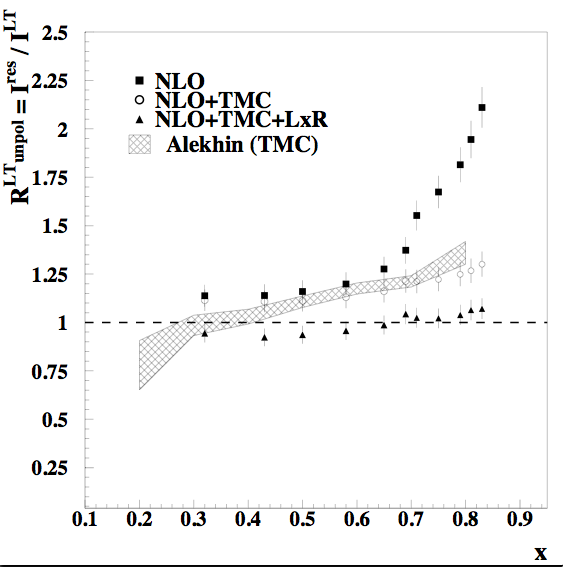 R^LT_unpol = I^res / I^LT
2.5
2.25
2
1.75
1.5
1.25
1
0.75
0.5
0.25
NLO
NLO+TMC
NLO+TMC+LxR
Alekhin (TMC)
0.1 0.2 0.3 0.4 0.5 0.6 0.7 0.8 0.9
x